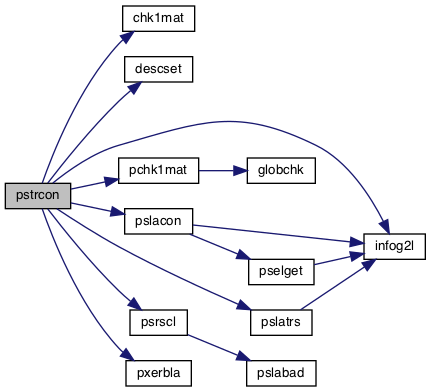 chk1mat
descset
pchk1mat
globchk
pstrcon
pslacon
infog2l
pselget
psrscl
pslatrs
pxerbla
pslabad